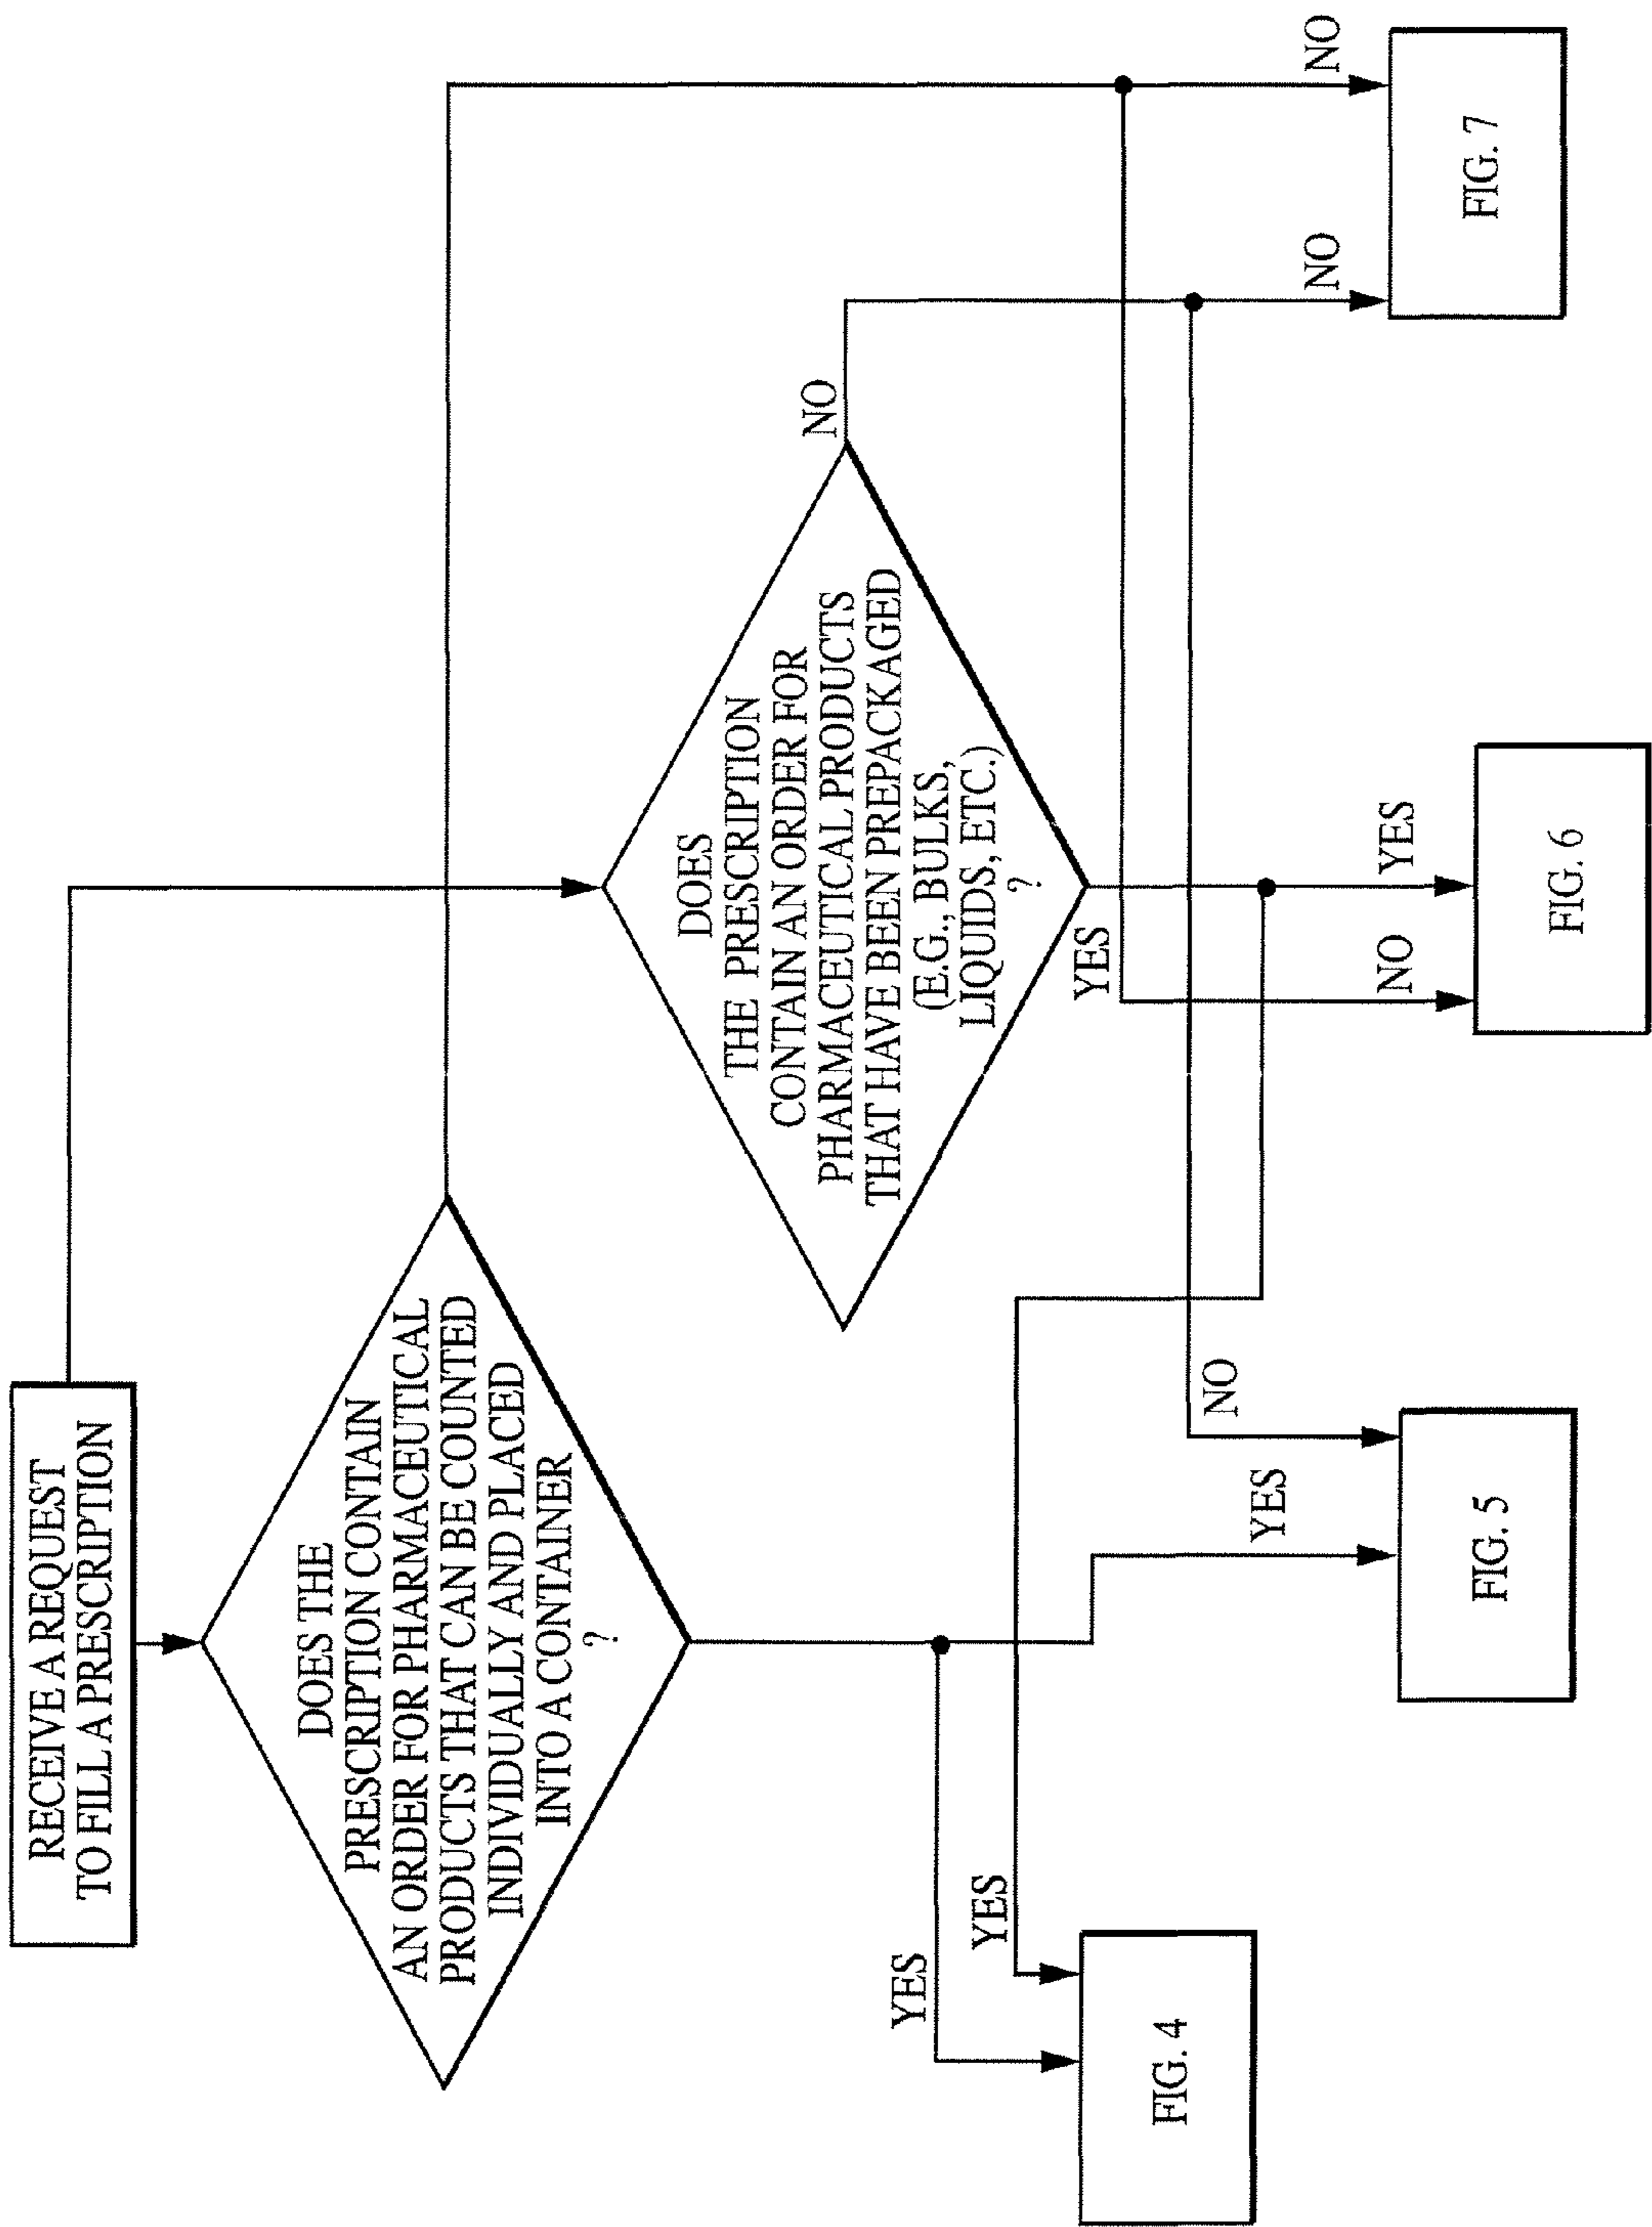 RECEIVE A REQUEST
TO FILL A PRESCRIPTION
DOES THE
PRESCRIPTION CONTAIN
AN ORDER FOR PHARMACEUTICAL
PRODUCTS THAT CAN BE COUNTED
INDIVIDUALLY AND PLACED
INTO A CONTAINER
?
DOES
THE PRESCRIPTION
CONTAIN AN ORDER FOR
PHARMACEUTICAL PRODUCTS
THAT HAVE BEEN PREPACKAGED
(E.G., BULKS,
LIQUIDS, ETC.)
?
NO
YES
YES
YES
FIG. 4
NO
YES
FIG. 5
NO
YES
FIG. 6
NO
NO
FIG. 7